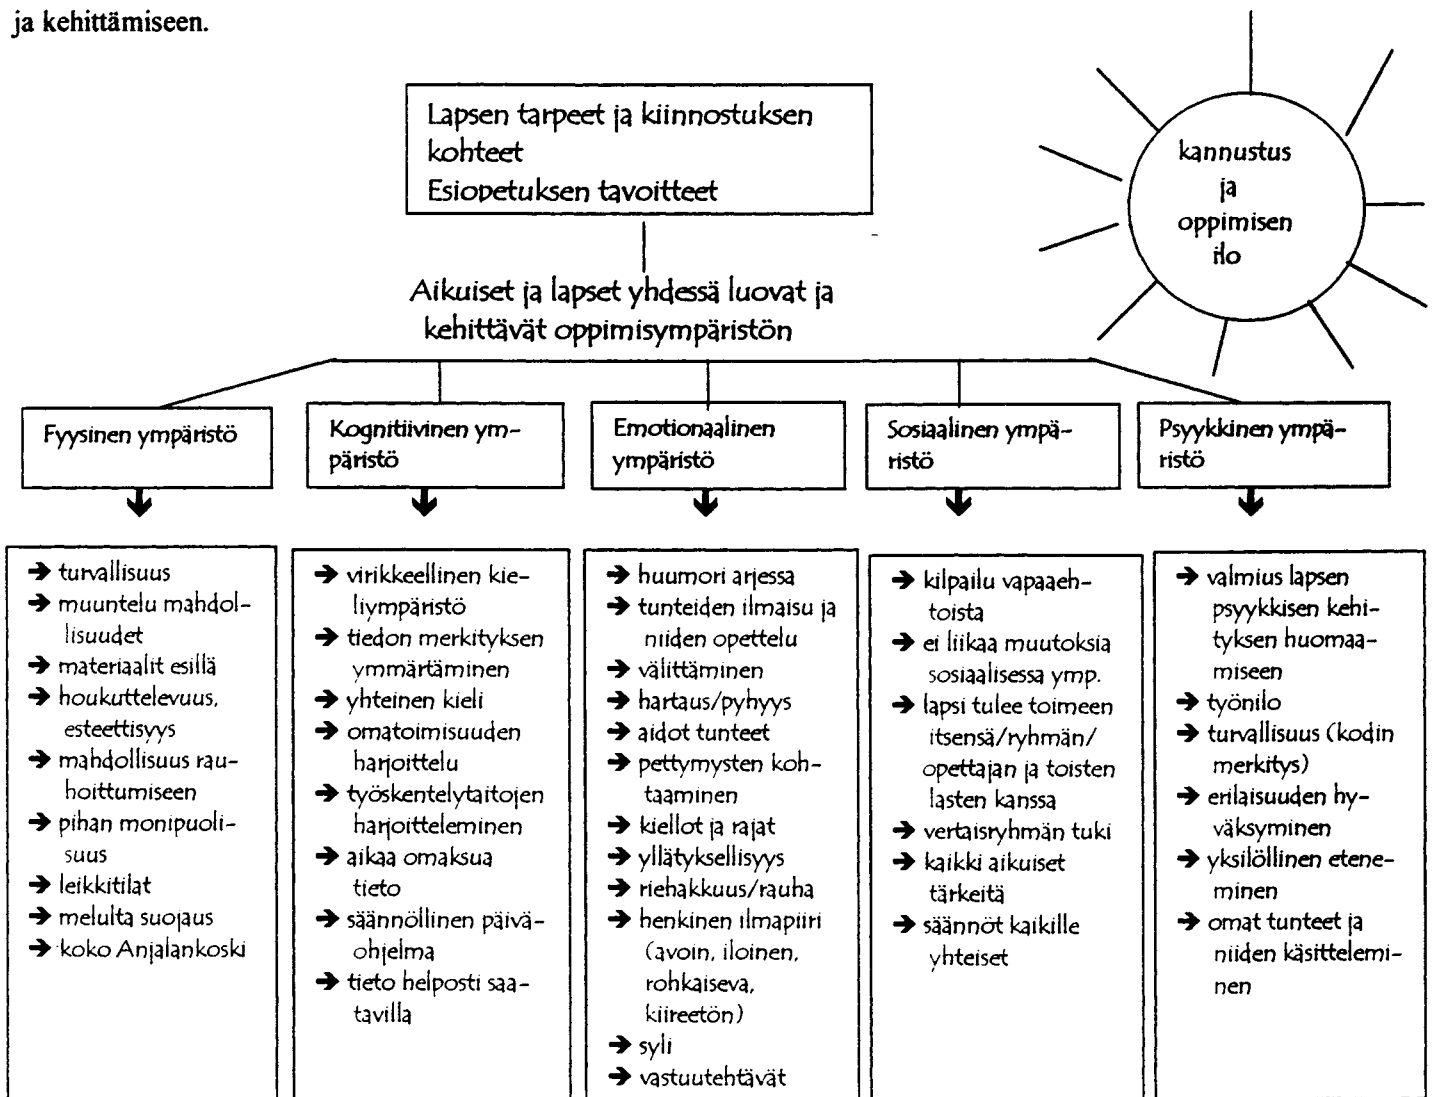 ja kehittämiseen.
Lapsen tarpeet ja kiinnostuksen
kohteet
Esiopetuksen tavoitteet
kannustus
ja
oppimisen
ilo
Aikuiset ja lapset yhdessä luovat ja
kehittävät oppimisympäristön
Fyysinen ympäristö
Kognitiivinen ym-
päristö
Emotionaalinen
ympäristö
Sosiaalinen ympä-
ristö
Psyykkinen ympä-
ristö
➔ turvallisuus
➔ muuntelu mahdol-
lisuudet
➔ materiaalit esillä
➔ houkuttelevuus,
esteettisyys
➔ mahdollisuus rau-
hoittumiseen
➔ pihan monipuoli-
suus
➔ leikkitilat
➔ melulta suojaus
➔ koko Anjalankoski
➔ virikkeellinen kie-
liympäristö
➔ tiedon merkityksen
ymmärtäminen
➔ yhteinen kieli
➔ omatoimisuuden
harjoittelu
➔ työskentelytaitojen
harjoitteleminen
➔ aikaa omaksua
tieto
➔ säännöllinen päivä-
ohjelma
➔ tieto helposti saa-
tavilla
➔ huumori arjessa
➔ tunteiden ilmaisu ja
niiden opettelu
➔ välittäminen
➔ hartaus/pyhyys
➔ aidot tunteet
➔ pettymysten koh-
taaminen
➔ kiellot ja rajat
➔ yllätyksellisyys
➔ riehakkuus/rauha
➔ henkinen ilmapiiri
(avoin, iloinen,
rohkaiseva,
kiireetön)
➔ syli
➔ vastuutehtävät
➔ kilpailu vapaaeh-
toista
➔ ei liikaa muutoksia
sosiaalisessa ymp.
➔ lapsi tulee toimeen
itsensä/ryhmän/
opettajan ja toisten
lasten kanssa
➔ vertaisryhmän tuki
➔ kaikki aikuiset
tärkeitä
➔ säännöt kaikille
yhteiset
➔ valmius lapsen
psyykkisen kehi-
tyksen huomaa-
miseen
➔ työnilo
➔ turvallisuus (kodin
merkitys)
➔ erilaisuuden hy-
väksyminen
➔ yksilöllinen etene-
minen
➔ omat tunteet ja
niiden käsittelemi-
nen